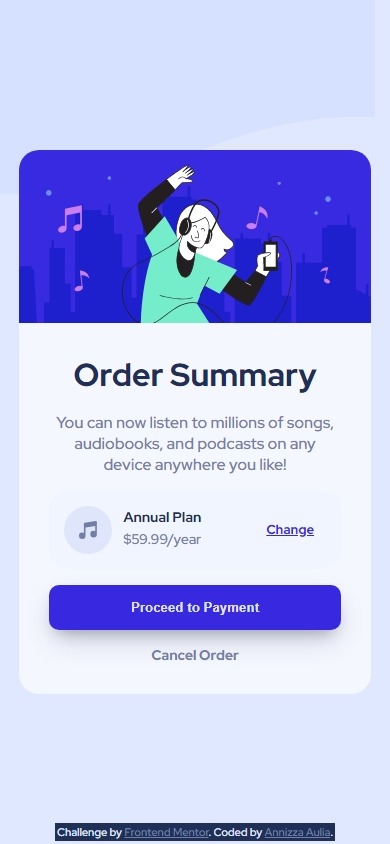 Order Summary
You can now listen to millions of songs,
audiobooks, and podcasts on any
device anywhere you like!
Annual Plan
$59.99/year
Change
Proceed to Payment
Cancel Order
Challenge by Frontend Mentor. Coded by Annizza Aulia.